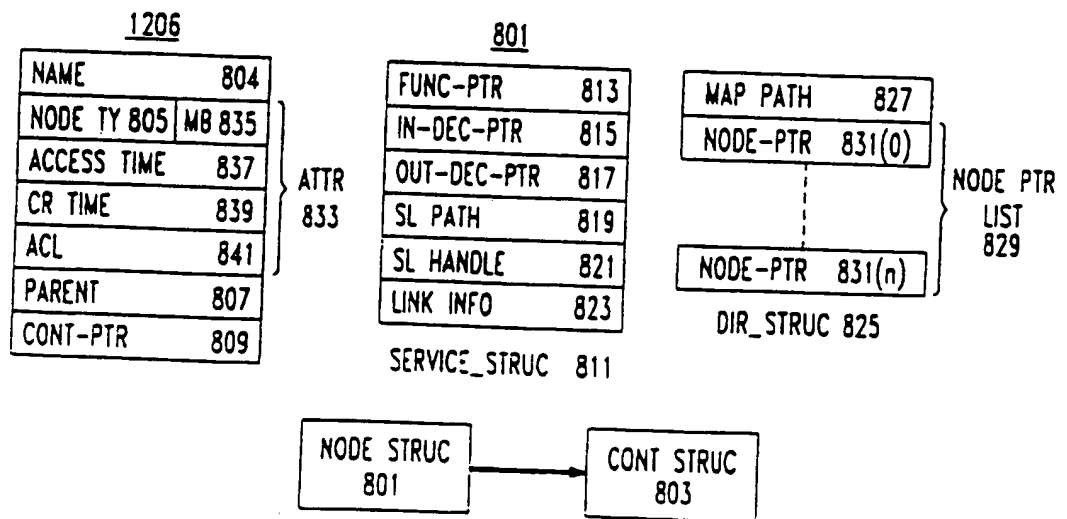 1206
NAME 804
NODE TY 805 MB 835
ACCESS TIME 837
CR TIME 839
ACL 841
PARENT 807
CONT-PTR 809
ATTR
833
801
FUNC-PTR 813
IN-DEC-PTR 815
OUT-DEC-PTR 817
SL PATH 819
SL HANDLE 821
LINK INFO 823
SERVICE_STRUC 811
MAP PATH 827
NODE-PTR 831(0)
NODE-PTR 831(n)
NODE PTR
LIST
829
DIR_STRUC 825
NODE STRUC
801
CONT STRUC
803